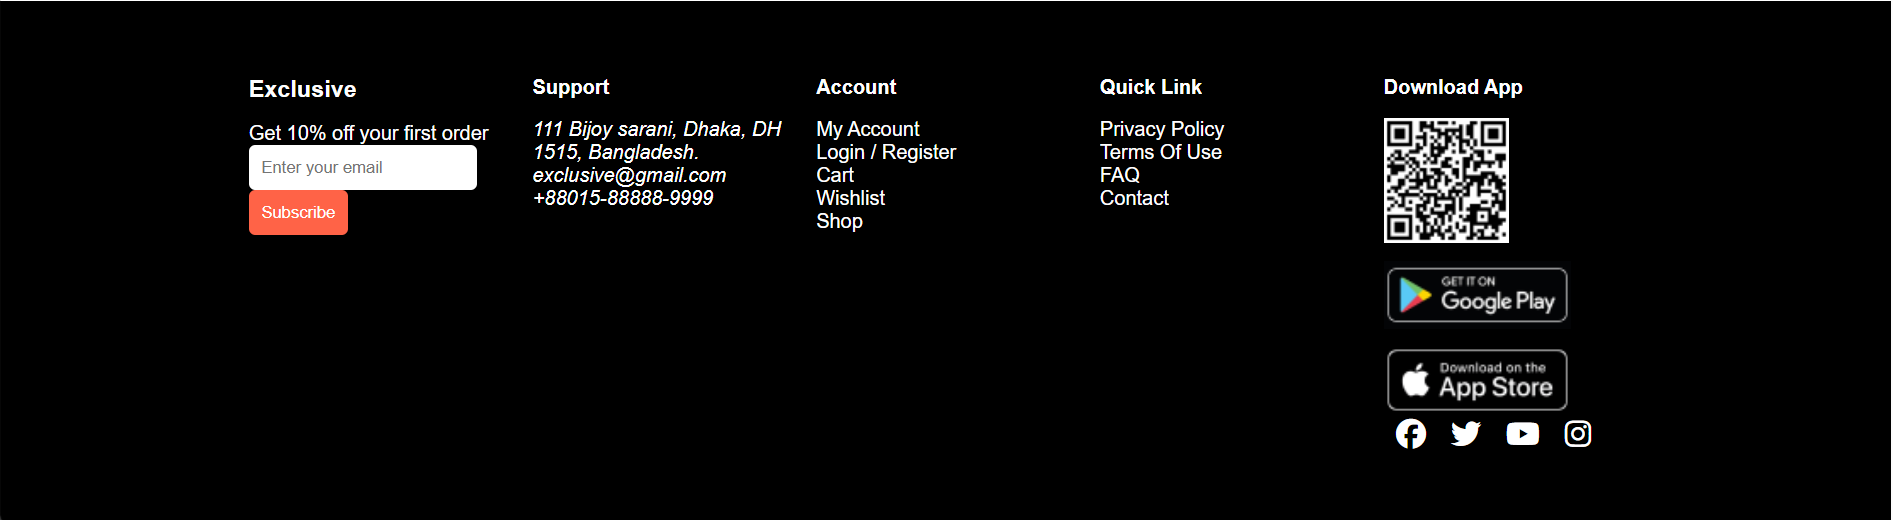 Exclusive
Get 10% off your first order
Enter your email
Subscribe
Support
111 Bijoy sarani, Dhaka, DH
1515, Bangladesh.
exclusive@gmail.com
+88015-88888-9999
Account
My Account
Login / Register
Cart
Wishlist
Shop
Quick Link
Privacy Policy
Terms Of Use
FAQ
Contact
Download App
GET IT ON
Google Play
Download on the
App Store